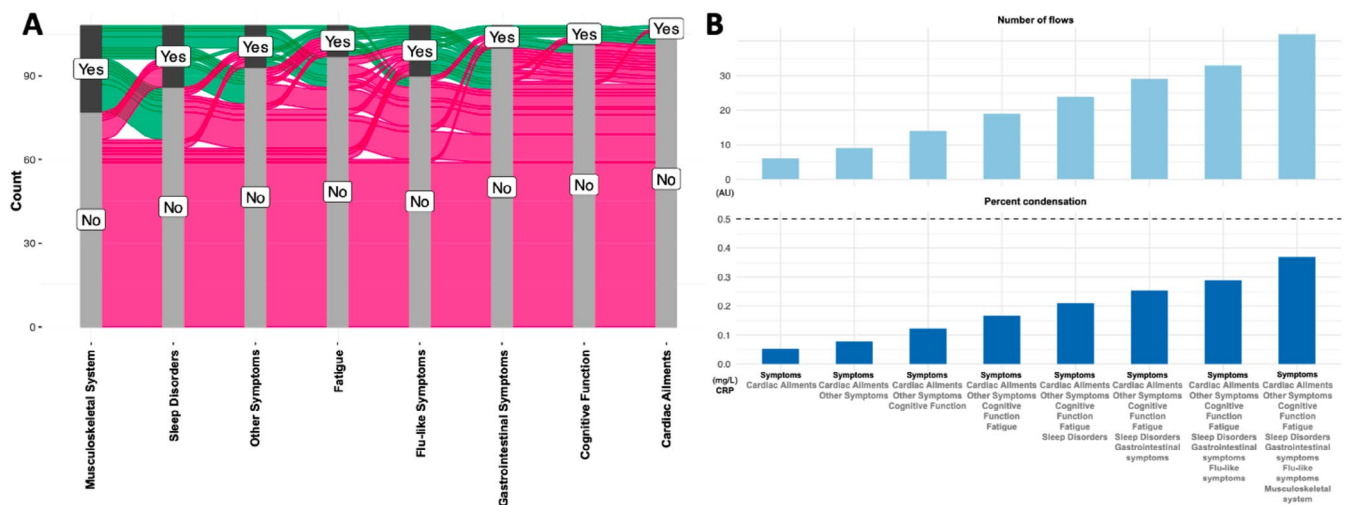 A
Count
90
60
30
0
Yes
Yes
Yes
Yes
Yes
Yes
Yes
Yes
No
No
No
No
No
No
No
No
Musculoskeletal System
Sleep Disorders
Other Symptoms
Fatigue
Flu-like Symptoms
Gastrointestinal Symptoms
Cognitive Function
Cardiac Ailments
B
Number of flows
30
20
10
0
(AU)
Percent condensation
0.5
0.4
0.3
0.2
0.1
0.0
(mg/L)
CRP
Symptoms
Cardiac Ailments
Symptoms
Cardiac Ailments
Other Symptoms
Symptoms
Cardiac Ailments
Other Symptoms
Cognitive Function
Symptoms
Cardiac Ailments
Other Symptoms
Cognitive
Function
Fatigue
Symptoms
Cardiac Ailments
Other Symptoms
Cognitive
Function
Fatigue
Sleep Disorders
Symptoms
Cardiac Ailments
Other Symptoms
Cognitive
Function
Fatigue
Sleep Disorders
Gastrointestinal
symptoms
Symptoms
Cardiac Ailments
Other Symptoms
Cognitive
Function
Fatigue
Sleep Disorders
Gastrointestinal
symptoms
Flu-like
symptoms
Symptoms
Cardiac Ailments
Other Symptoms
Cognitive
Function
Fatigue
Sleep Disorders
Gastrointestinal
symptoms
Flu-like
symptoms
Musculoskeletal
system